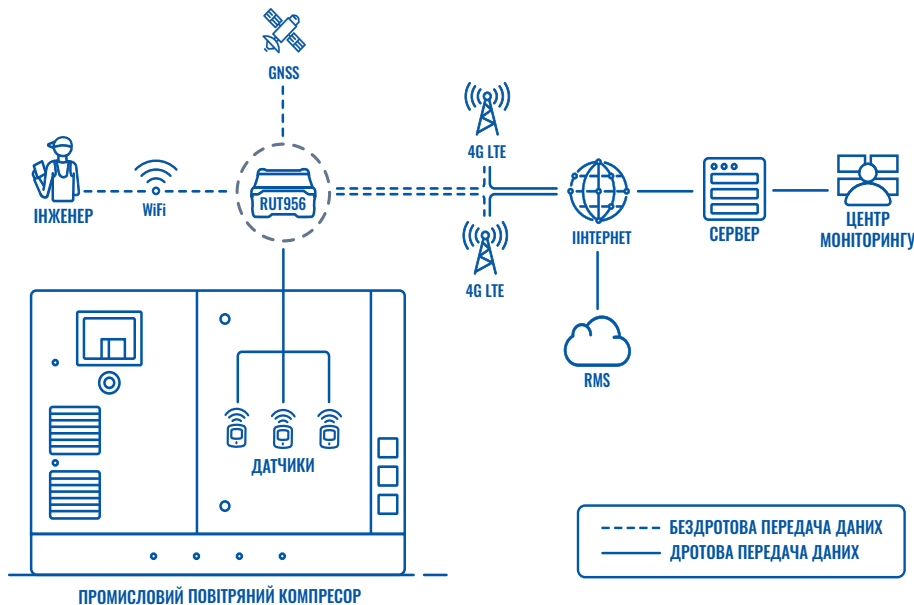 GNSS
4G LTE
ІНЖЕНЕР
WiFi
RUT956
ІІНТЕРНЕТ
СЕРВЕР
ЦЕНТР
МОНІТОРИНГУ
4G LTE
RMS
ДАТЧИКИ
БЕЗДРОТОВА ПЕРЕДАЧА ДАНИХ
ДРОТОВА ПЕРЕДАЧА ДАНИХ
ПРОМИСЛОВИЙ ПОВІТРЯНИЙ КОМПРЕСОР